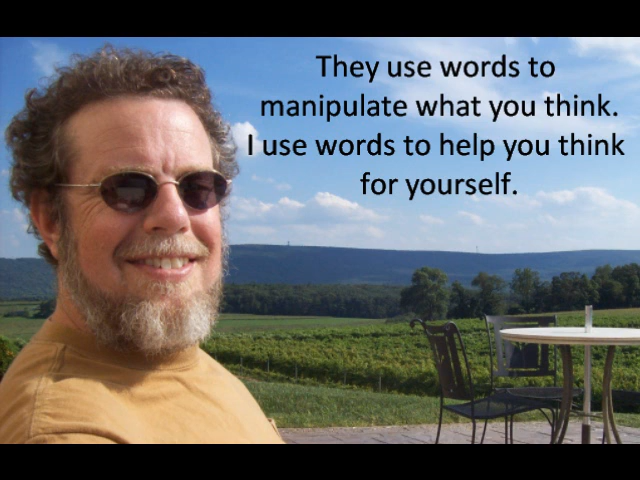 They use words to
manipulate what you think.
I use words to help you think
for yourself.